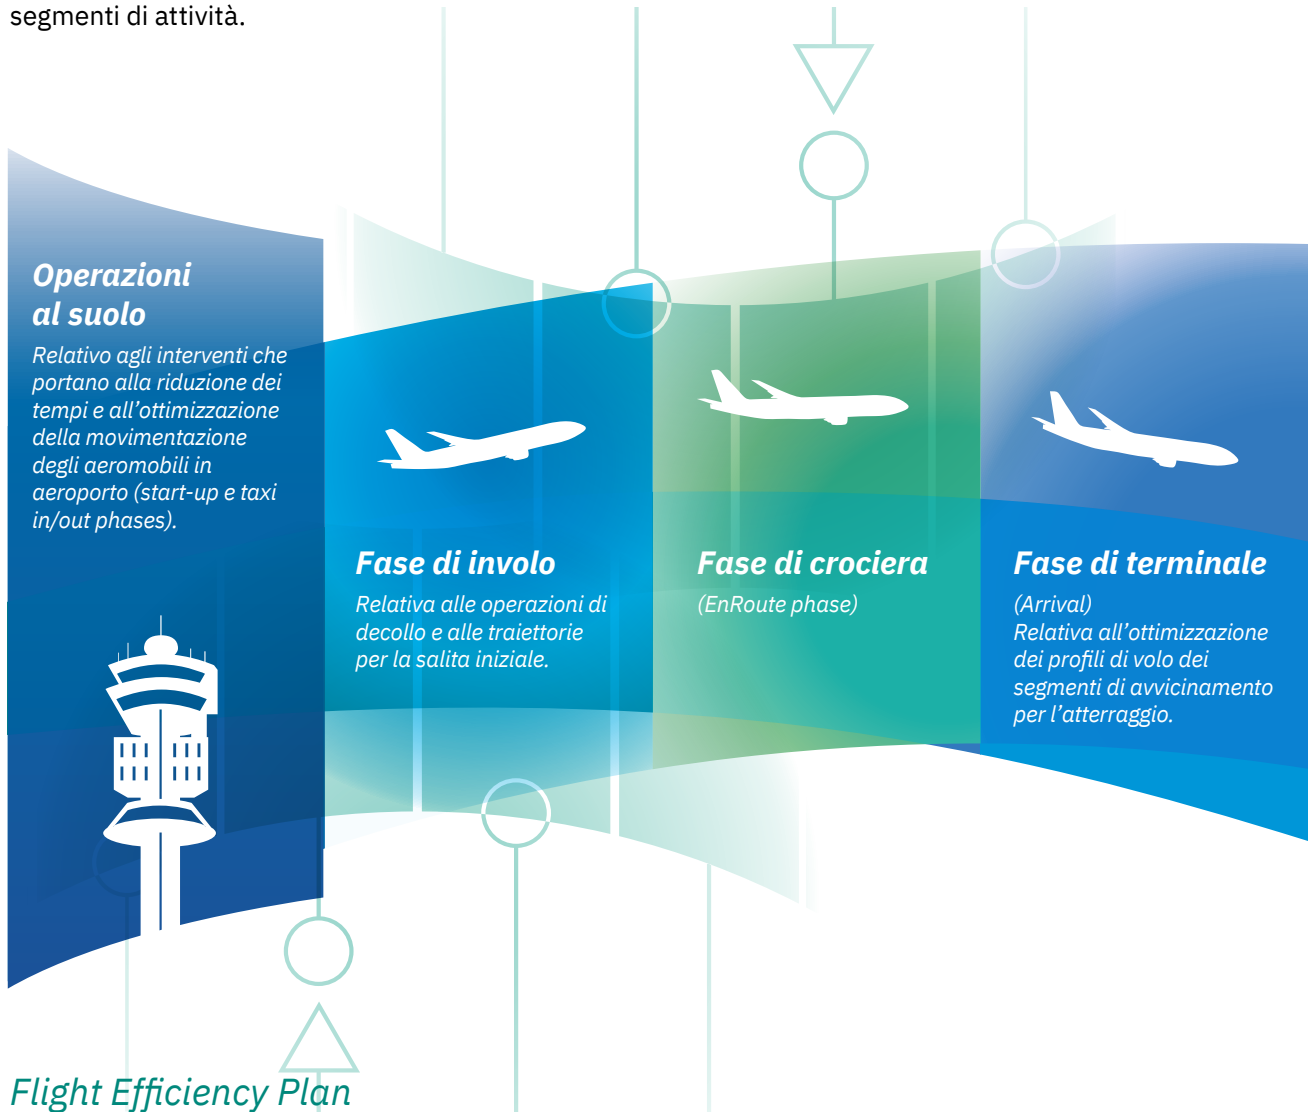 segmenti di attività.
Operazioni
al suolo
Relativo agli interventi che
portano alla riduzione dei
tempi e all’ottimizzazione
della movimentazione
degli aeromobili in
aeroporto (start-up e taxi
in/out phases).
Fase di involo
Relativa alle operazioni di
decollo e alle traiettorie
per la salita iniziale.
Fase di crociera
(EnRoute phase)
Fase di terminale
(Arrival)
Relativa all’ottimizzazione
dei profili di volo dei
segmenti di avvicinamento
per l’atterraggio.
Flight Efficiency Plan